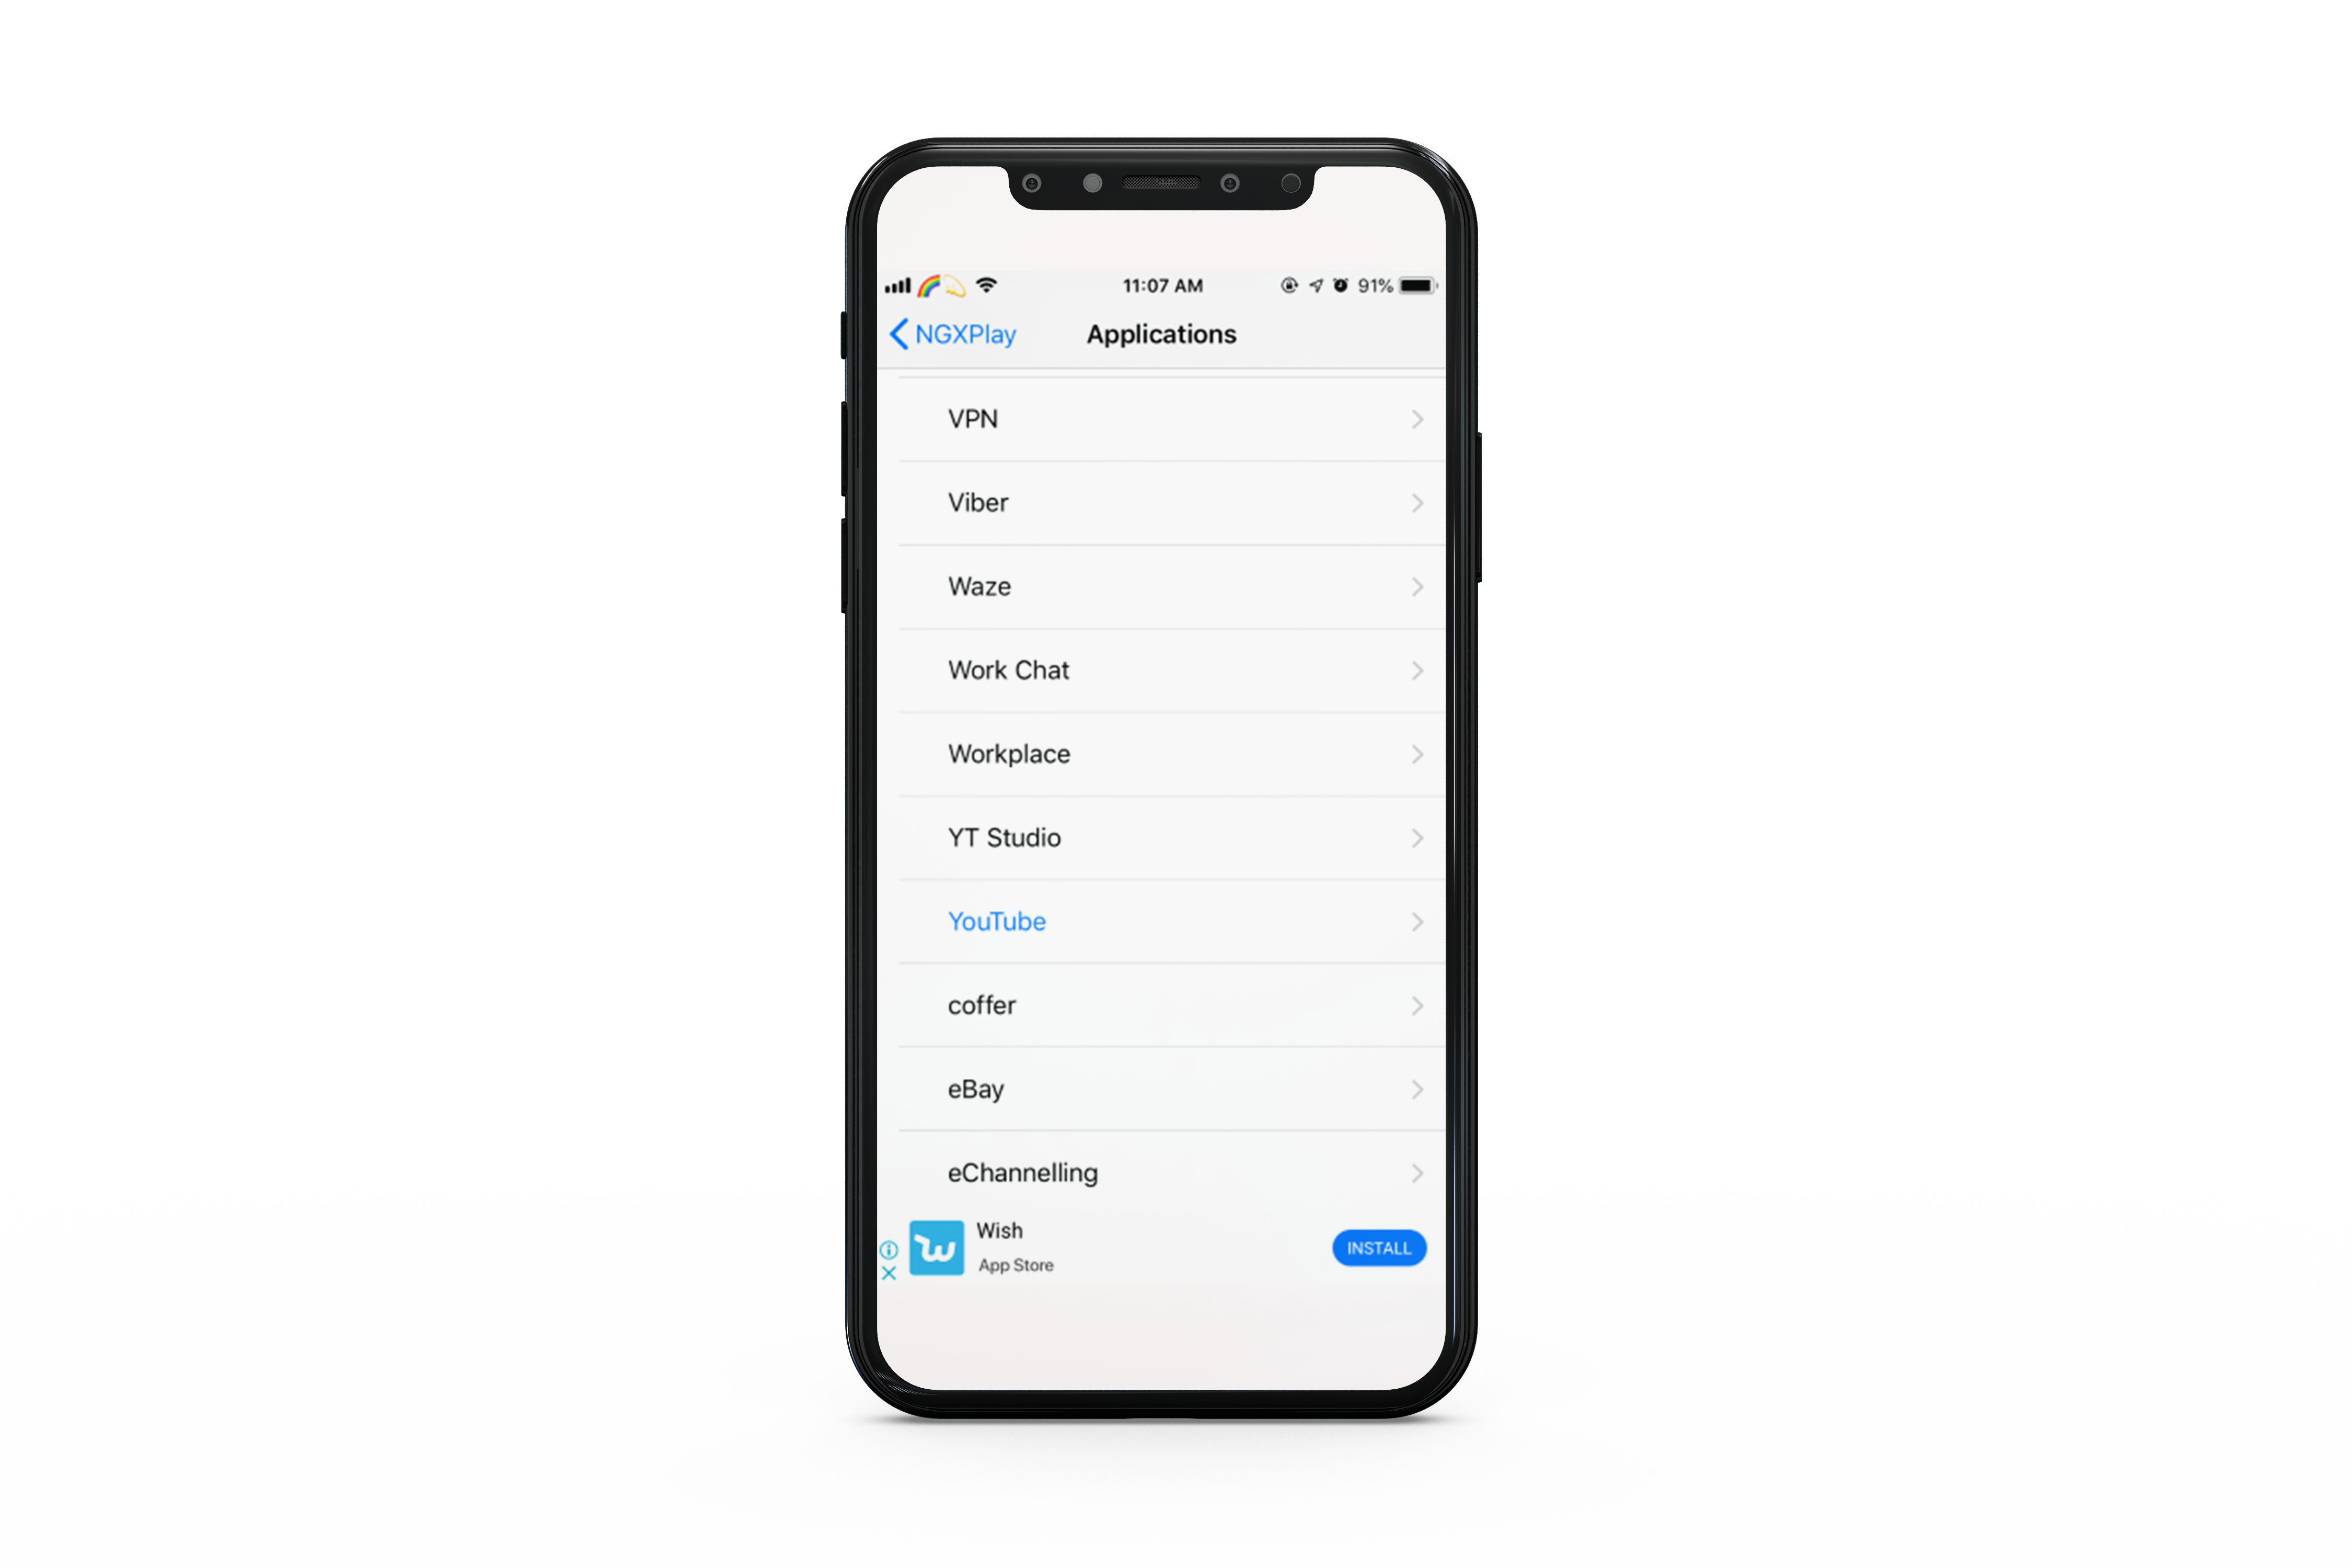 11:07 AM 91%
NGXPlay Applications
VPN
Viber
Waze
Work Chat
Workplace
YT Studio
YouTube
coffer
eBay
eChannelling
Wish
App Store
INSTALL